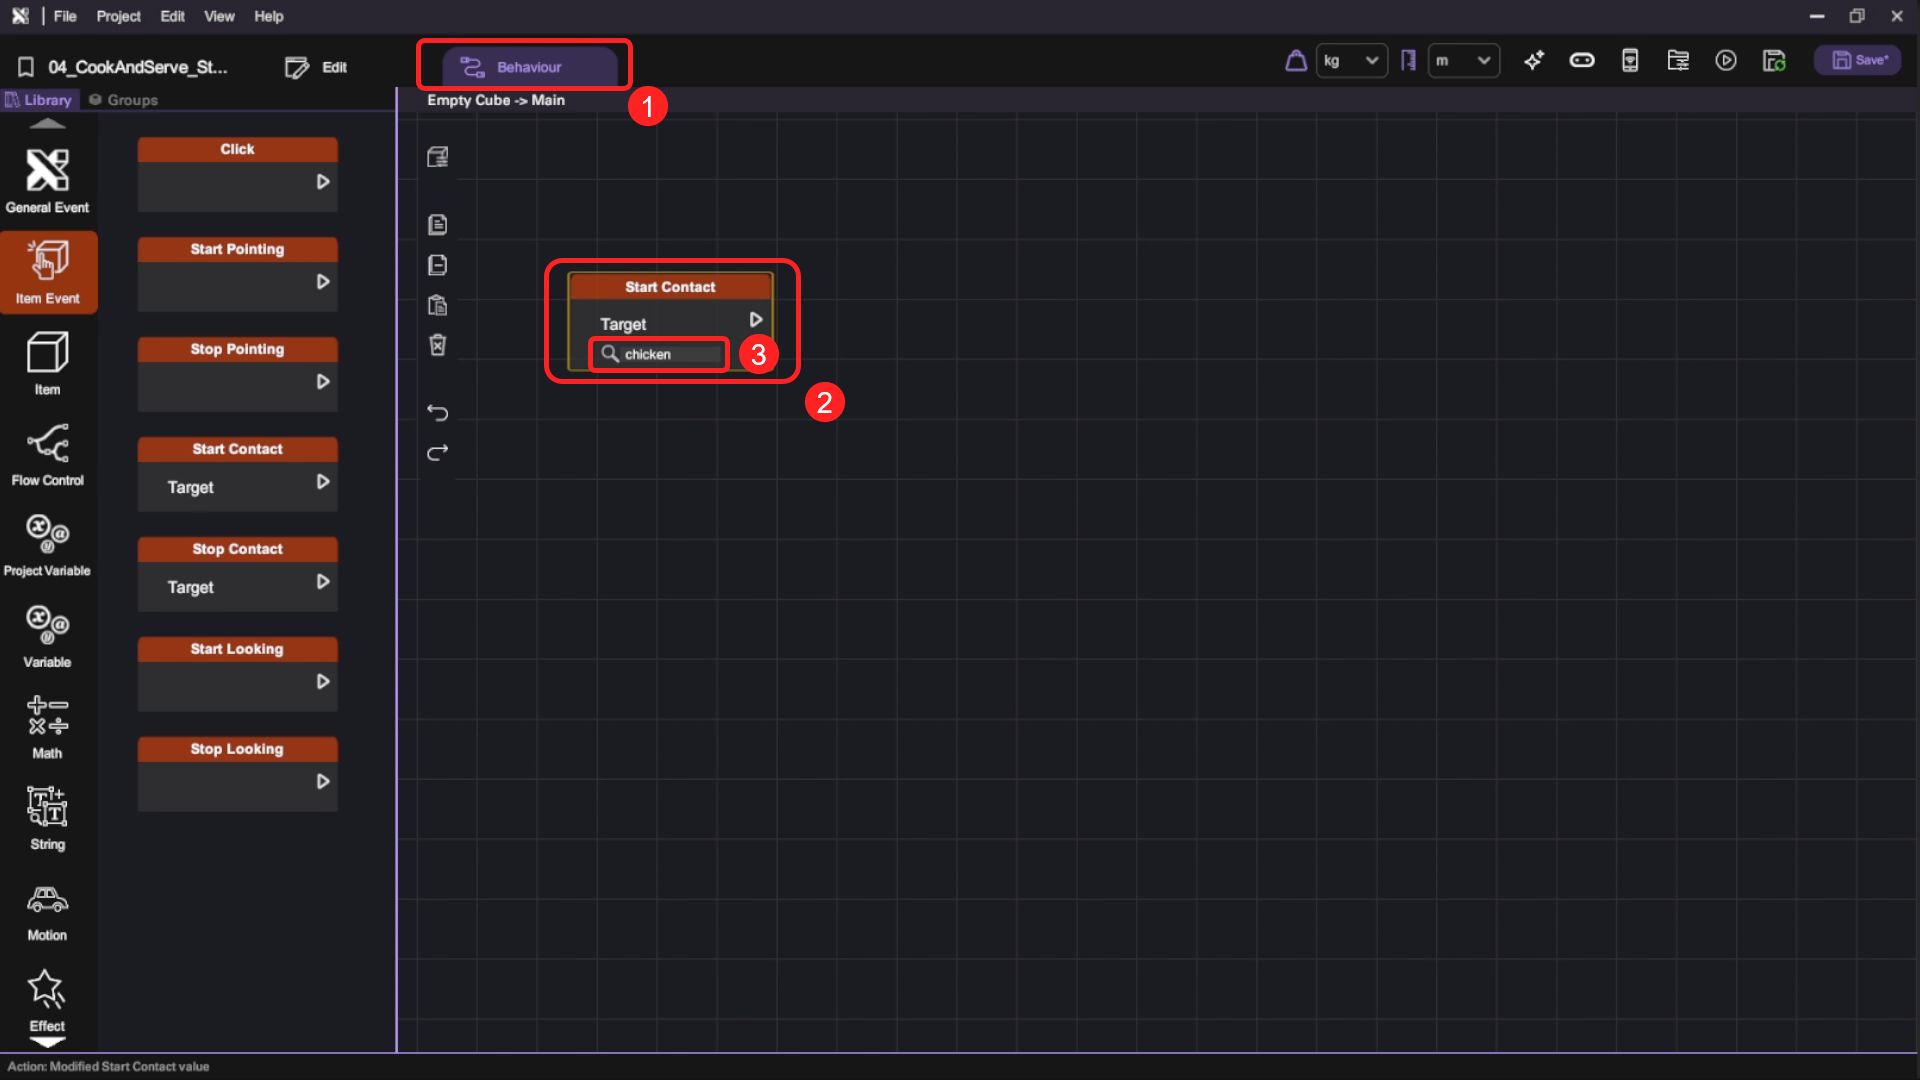 File Project Edit View Help
04_CookAndServe_St... Edit
Behaviour
kg m Save*
Library Groups
Empty Cube -> Main
1
General Event
Item Event
Item
Flow Control
Project Variable
Variable
Math
String
Motion
Effect
Click
Start Pointing
Stop Pointing
Start Contact
Target
Stop Contact
Target
Start Looking
Stop Looking
Start Contact
Target
chicken
3
2
Action: Modified Start Contact value